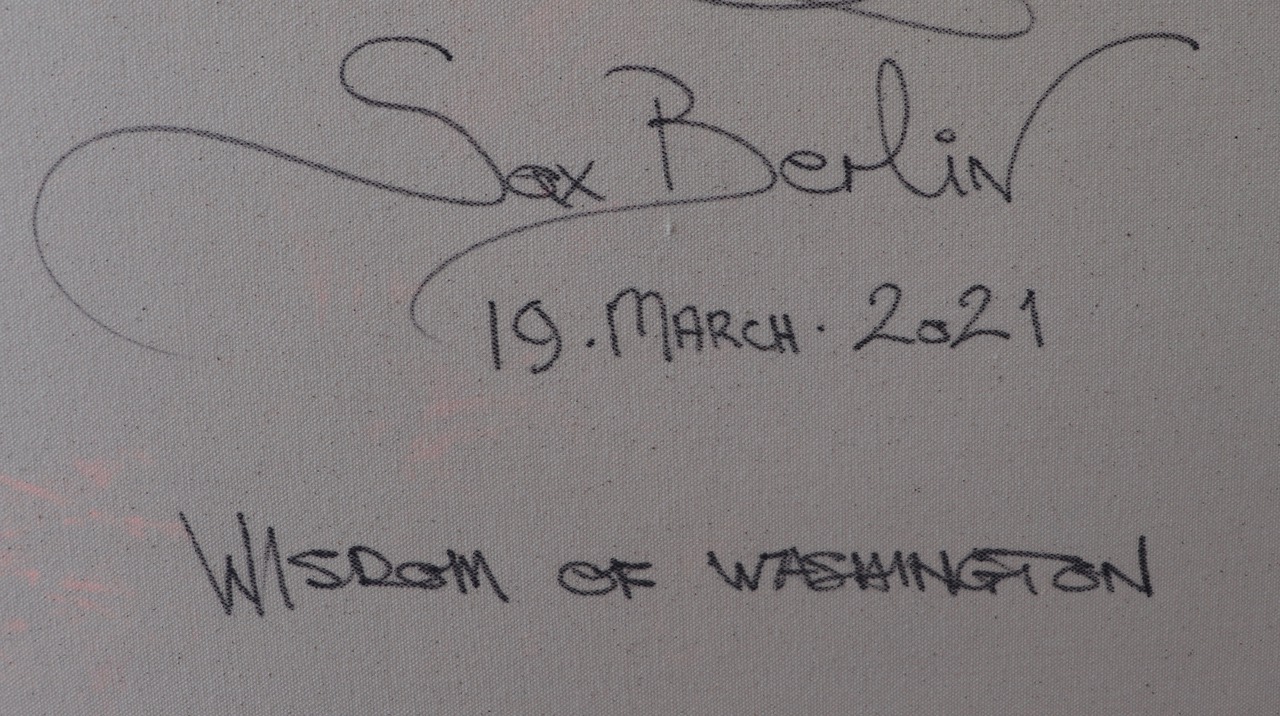 Sax Berlin
19. MARCH. 2021
WISDOM OF WASHINGTON